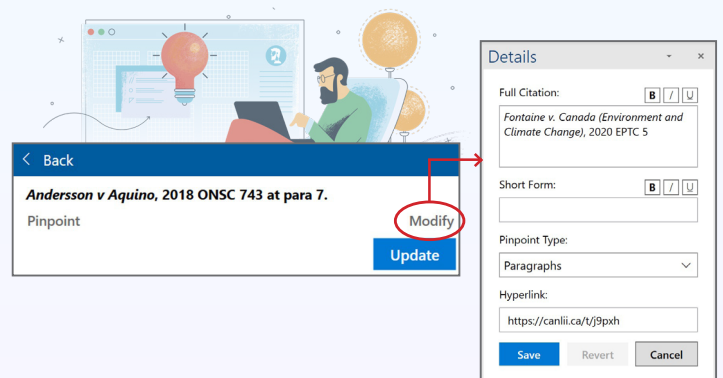 < Back
Andersson v Aquino, 2018 ONSC 743 at para 7.
Pinpoint
Modify
Update
Details
Full Citation:
B I U
Fontaine v. Canada (Environment and
Climate Change), 2020 EPTC 5
Short Form:
B I U
Pinpoint Type:
Paragraphs
Hyperlink:
https://canlii.ca/t/j9pxh
Save Revert Cancel